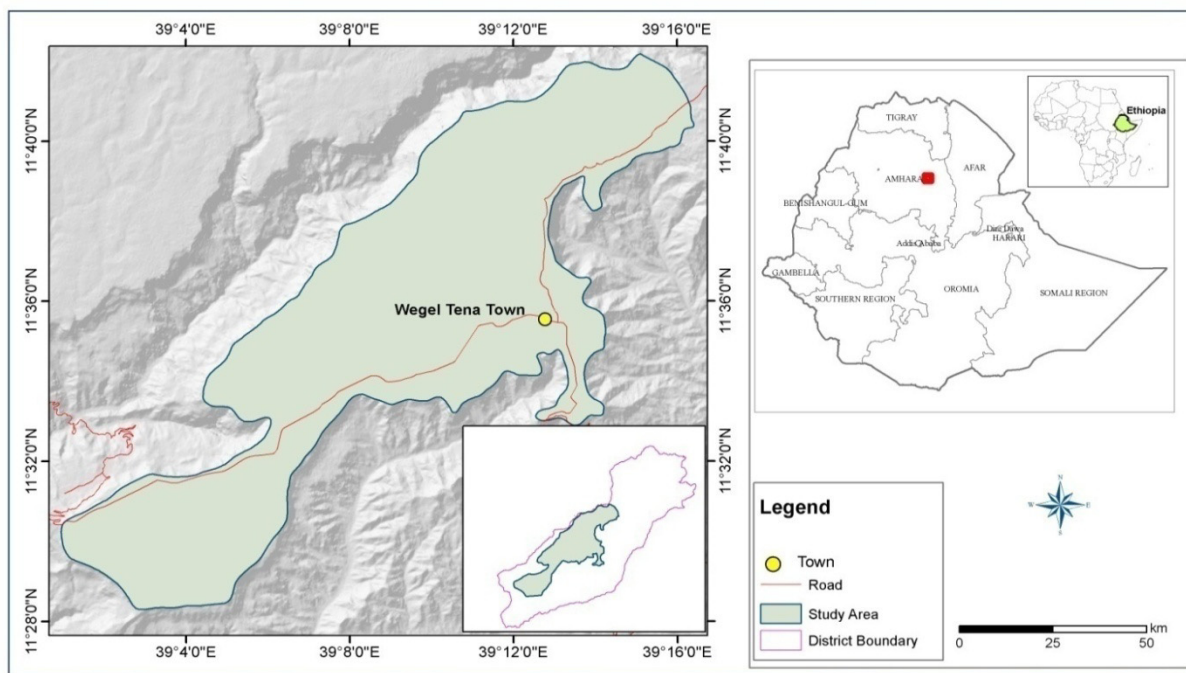 39°4'0"E
39°8'0"E
39°12'0"E
39°16'0"E
11°40'0"N
11°36'0"N
11°32'0"N
11°28'0"N
Wegel Tena Town
11°40'0"N
11°36'0"N
11°32'0"N
11°28'0"N
39°4'0"E
39°8'0"E
39°12'0"E
39°16'0"E
Ethiopia
TIGRAY
AFAR
AMHARA
BENISHANGUL-GUM
Dire Dawa
HARARI
Addis Ababa
GAMBELLA
SOUTHERN REGION
OROMIA
SOMALI REGION
N
W
E
S
Legend
Town
Road
Study Area
District Boundary
km
0
25
50